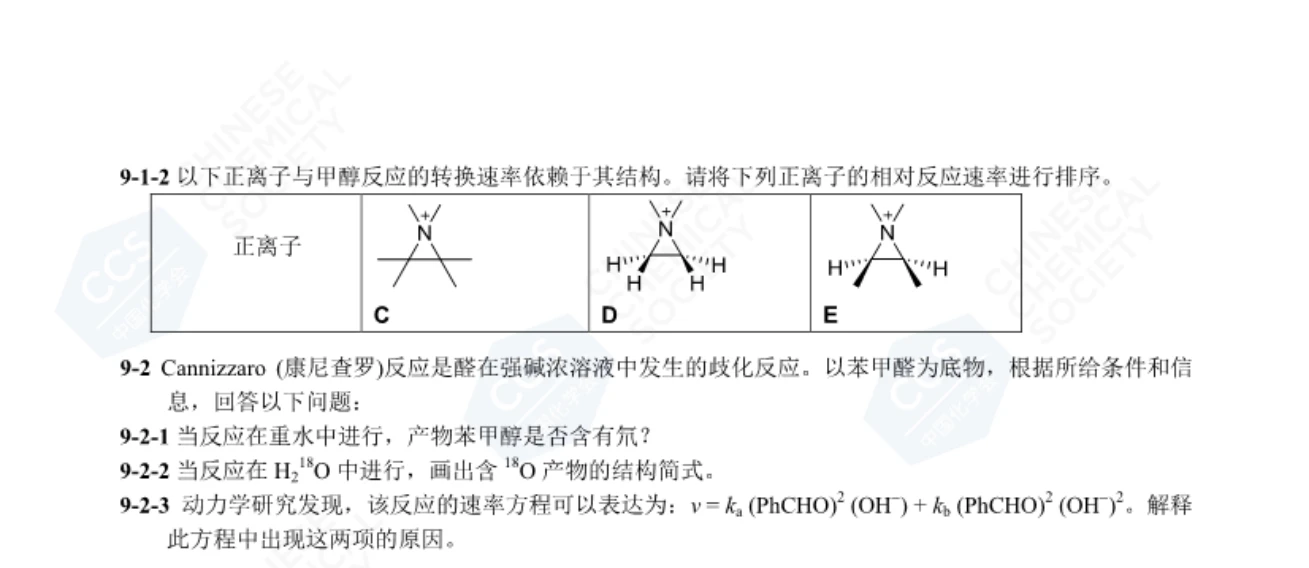 9-1-2 以下正离子与甲醇反应的转换速率依赖于其结构。请将下列正离子的相对反应速率进行排序。
正离子
N+
C
N+
H H
H H
D
N+
H H
E
9-2 Cannizzaro (康尼查罗)反应是醛在强碱浓溶液中发生的歧化反应。以苯甲醛为底物，根据所给条件和信
息，回答以下问题：
9-2-1 当反应在重水中进行，产物苯甲醇是否含有氘？
9-2-2 当反应在 H₂¹⁸O 中进行，画出含 ¹⁸O 产物的结构简式。
9-2-3 动力学研究发现，该反应的速率方程可以表达为：v = kₐ (PhCHO)² (OH⁻) + k_b (PhCHO)² (OH⁻)²。解释
此方程中出现这两项的原因。
CHINESE
CHEMICAL
SOCIETY
CCS
中国化学会